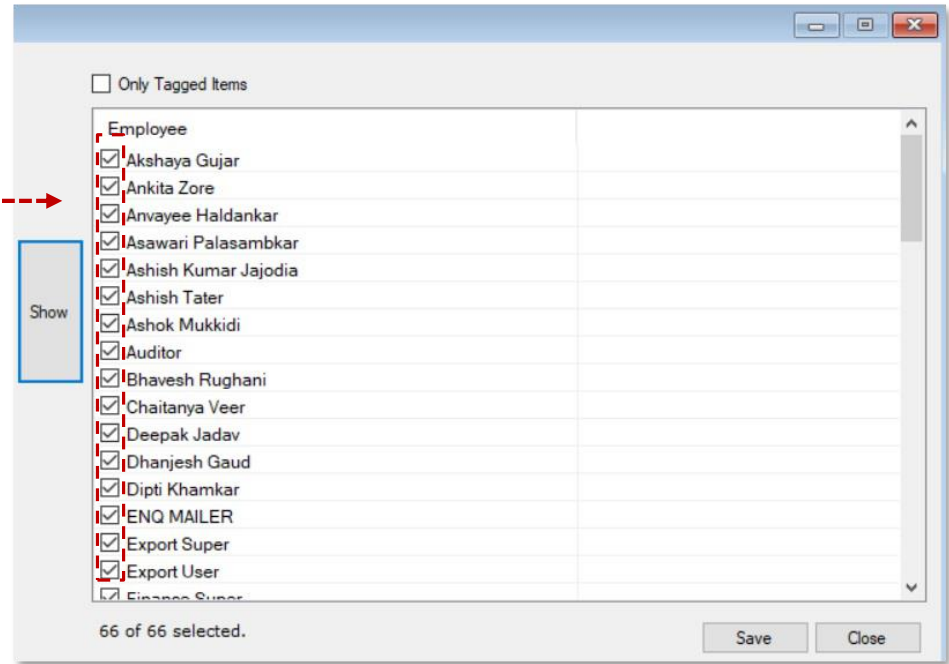 Only Tagged Items
Employee
Akshaya Gujar
Ankita Zore
Anvayee Haldankar
Asawari Palasambkar
Ashish Kumar Jajodia
Ashish Tater
Show
Ashok Mukkidi
Auditor
Bhavesh Rughani
Chaitanya Veer
Deepak Jadav
Dhanjesh Gaud
Dipti Khamkar
ENQ MAILER
Export Super
Export User
Finance Super
66 of 66 selected.
Save
Close